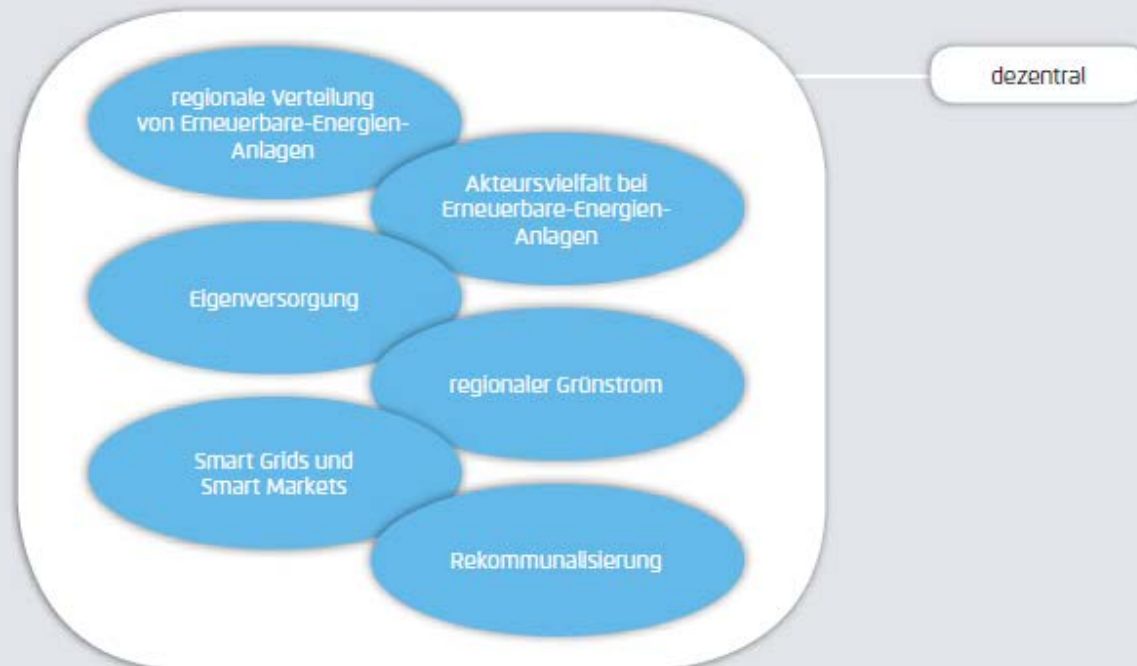 regionale Verteilung
von Erneuerbare-Energien-
Anlagen
Akteursvielfalt bei
Erneuerbare-Energien-
Anlagen
Eigenversorgung
regionaler Grünstrom
Smart Grids und
Smart Markets
Rekommunalisierung
dezentral